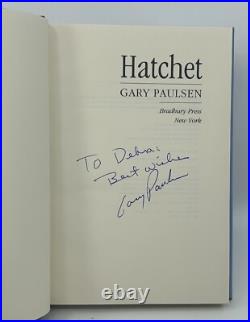 Hatchet
GARY PAULSEN
Bradbury Press
New York
To Debra:
Best wishes
Gary Paulsen